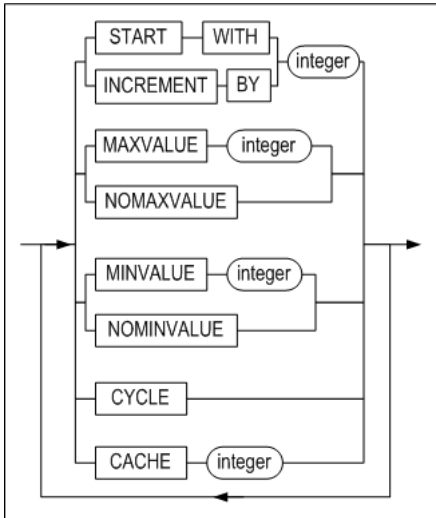 START WITH
integer
INCREMENT BY
MAXVALUE integer
NOMAXVALUE
MINVALUE integer
NOMINVALUE
CYCLE
CACHE integer